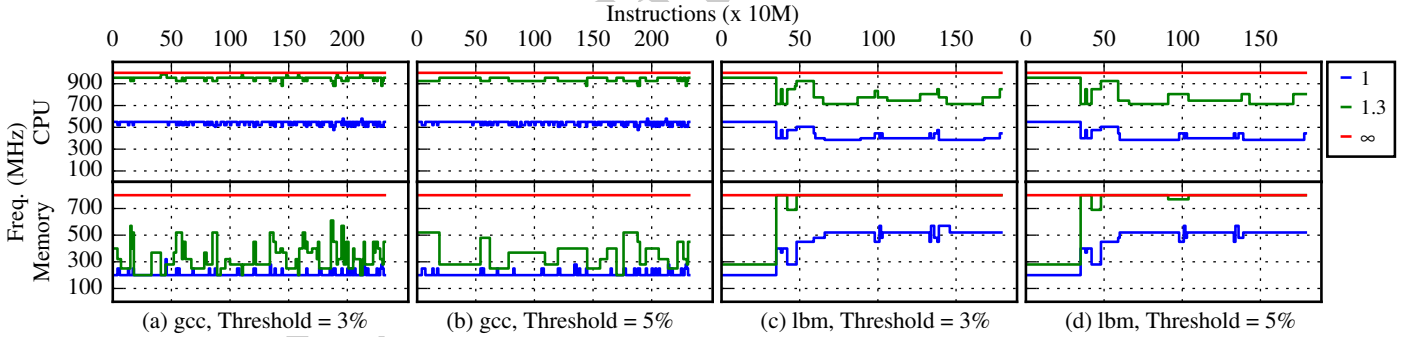 Instructions (x 10M)
0 50 100 150 200 0 50 100 150 200 0 50 100 150 0 50 100 150
Freq. (MHz)
CPU
900
700
500
300
100
1
1.3
∞
Memory
700
500
300
100
(a) gcc, Threshold = 3% (b) gcc, Threshold = 5% (c) lbm, Threshold = 3% (d) lbm, Threshold = 5%